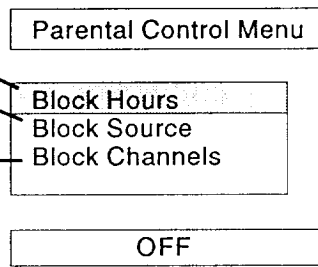 Parental Control Menu
Block Hours
Block Source
Block Channels
OFF